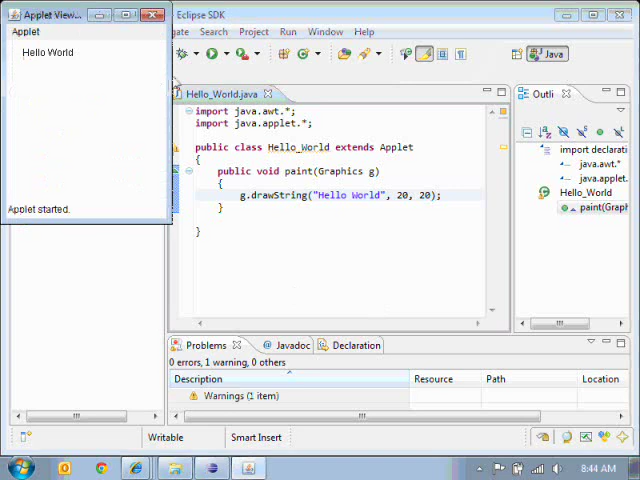 Applet View...
- Eclipse SDK
Applet
gate Search Project Run Window Help
Hello World
Java
Hello_World.java
Outli
import java.awt.*;
import java.applet.*;
public class Hello_World extends Applet
{
public void paint(Graphics g)
{
g.drawString("Hello World", 20, 20);
}
}
import declaratio
java.awt.*
java.applet.
Hello_World
paint(Graph
Applet started.
Problems
@ Javadoc
Declaration
0 errors, 1 warning, 0 others
Description Resource Path Location
Warnings (1 item)
Writable Smart Insert
8:44 AM